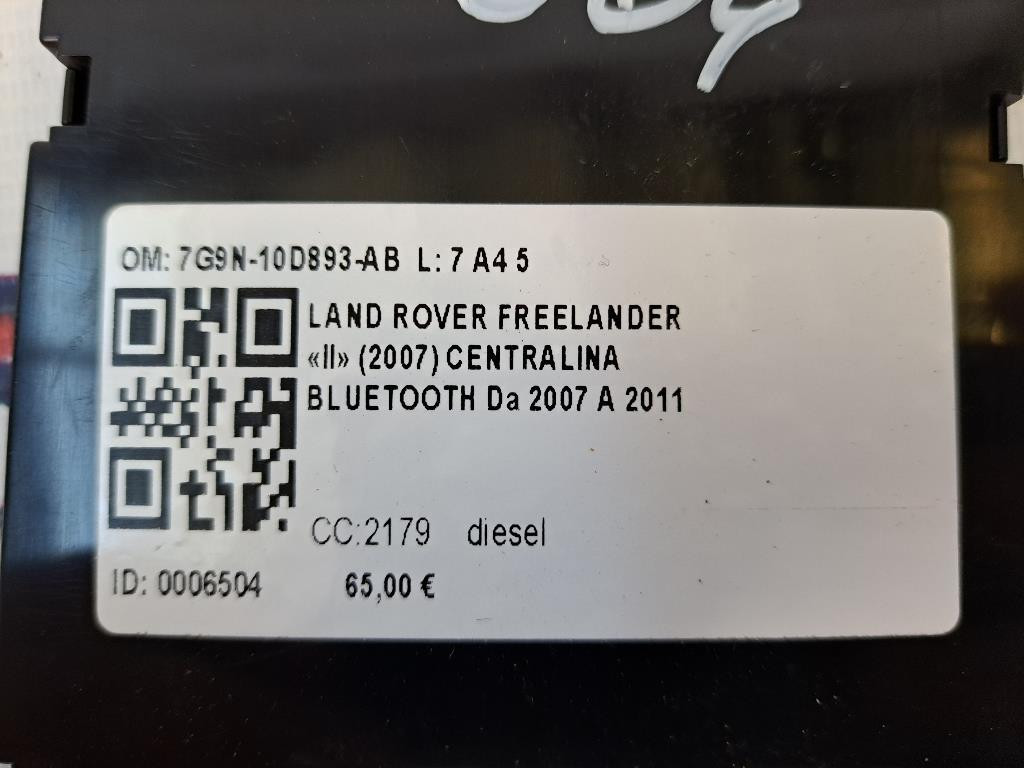 OM: 7G9N-10D893-AB L: 7 A4 5
LAND ROVER FREELANDER
«II» (2007) CENTRALINA
BLUETOOTH Da 2007 A 2011
CC:2179 diesel
ID: 0006504 65,00 €